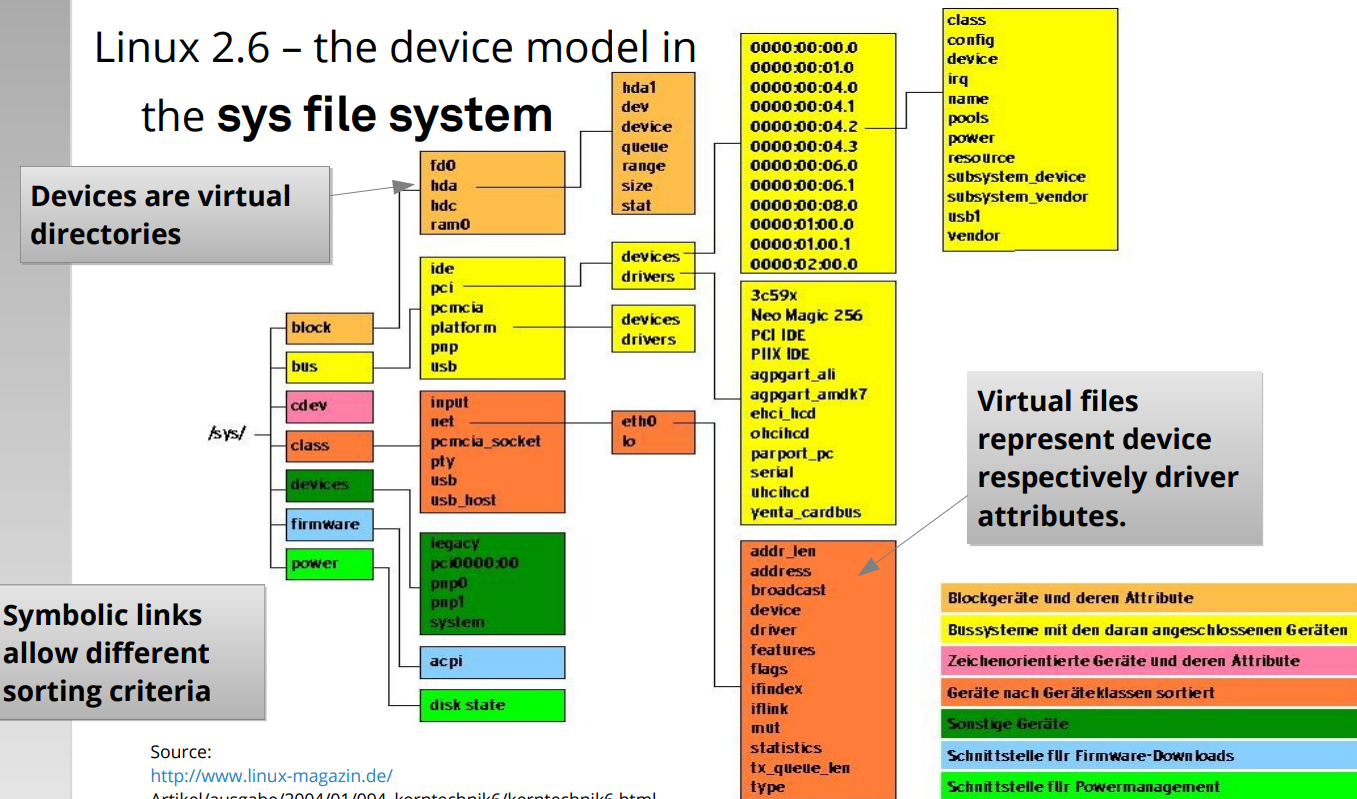 Linux 2.6 – the device model in
the sys file system
Devices are virtual
directories
/sys/
block
bus
cdev
class
devices
firmware
power
fd0
hda
hdc
ram0
ide
pci
pcmcia
platform
pnp
usb
input
net
pcmcia_socket
pty
usb
usb_host
legacy
pci0000:00
pnp0
pnp1
system
acpi
disk state
hda1
dev
device
queue
range
size
stat
devices
drivers
devices
drivers
eth0
lo
0000:00:00.0
0000:00:01.0
0000:00:04.0
0000:00:04.1
0000:00:04.2
0000:00:04.3
0000:00:06.0
0000:00:06.1
0000:00:08.0
0000:01:00.0
0000:01.00.1
0000:02:00.0
3c59x
Neo Magic 256
PCI IDE
PIIX IDE
agpgart_ali
agpgart_amdk7
ehci_hcd
ohcihcd
parport_pc
serial
uhcihcd
yenta_cardbus
addr_len
address
broadcast
device
driver
features
flags
ifindex
iflink
mut
statistics
tx_queue_len
type
class
config
device
irq
name
pools
power
resource
subsystem_device
subsystem_vendor
usb1
vendor
Virtual files
represent device
respectively driver
attributes.
Symbolic links
allow different
sorting criteria
Blockgeräte und deren Attribute
Bussysteme mit den daran angeschlossenen Geräten
Zeichenorientierte Geräte und deren Attribute
Geräte nach Geräteklassen sortiert
Sonstige Geräte
Schnittstelle für Firmware-Downloads
Schnittstelle für Powermanagement
Source:
http://www.linux-magazin.de/
Artikel/ausgabe/2004/01/094_kerntechnik6/kerntechnik6.html